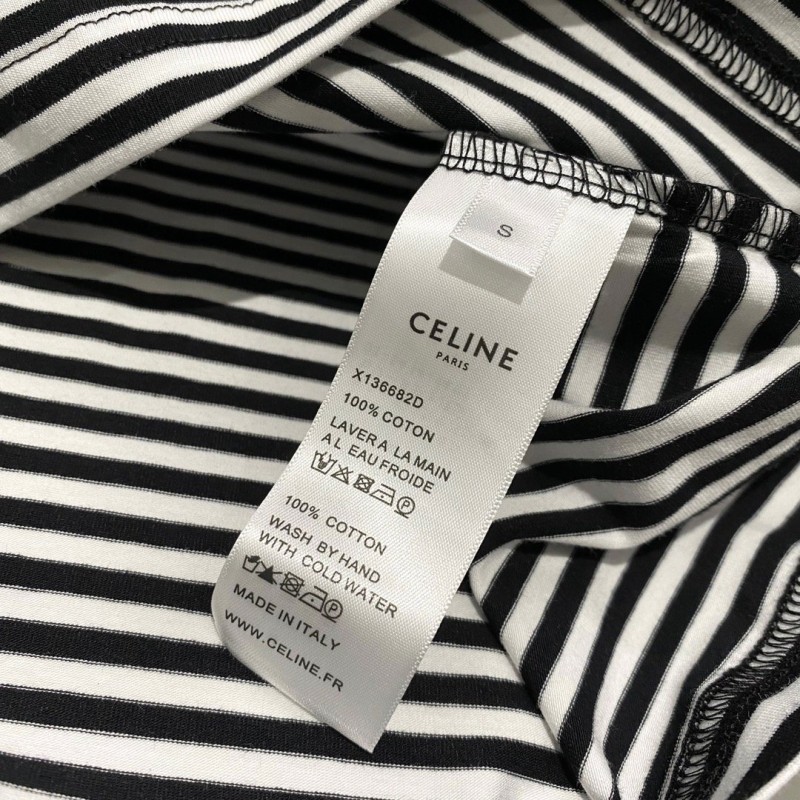 S
CELINE
PARIS
X136682D
100% COTON
LAVER A LA MAIN
A L EAU FROIDE
100% COTTON
WASH BY HAND
WITH COLD WATER
MADE IN ITALY
WWW.CELINE.FR